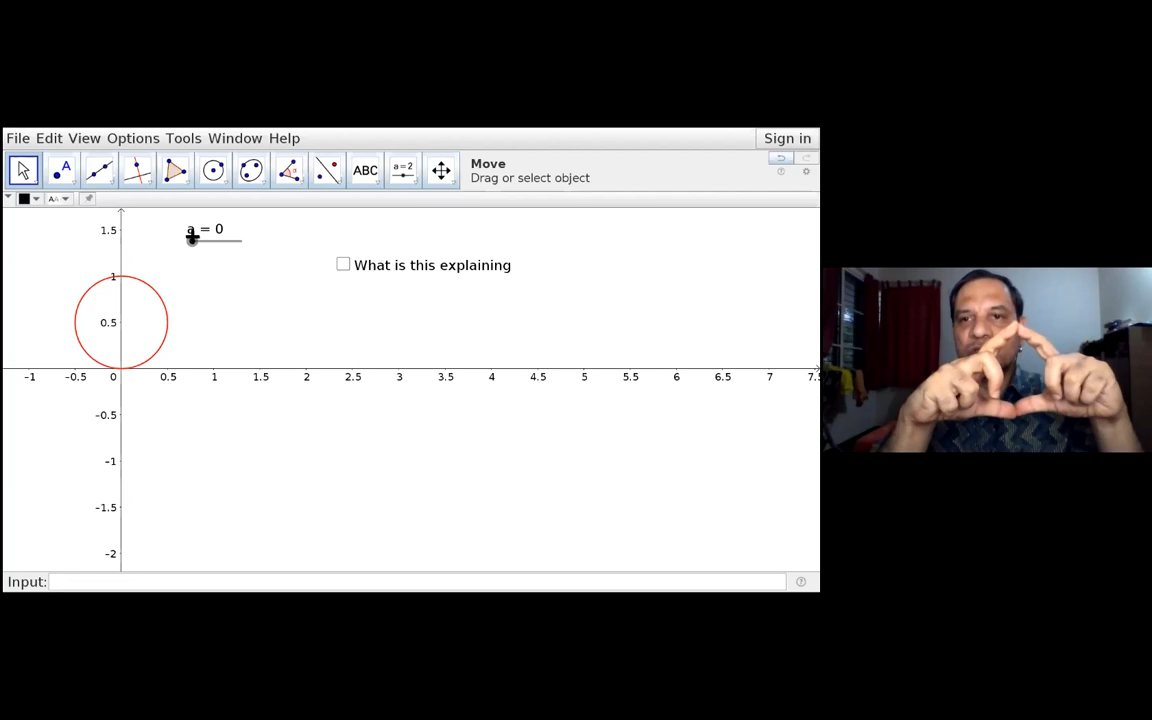 File Edit View Options Tools Window Help Sign in
A a=2 ABC Move
Drag or select object
AA
a = 0
What is this explaining
1.5
1
0.5
-1 -0.5 0 0.5 1 1.5 2 2.5 3 3.5 4 4.5 5 5.5 6 6.5 7 7.5
-0.5
-1
-1.5
-2
Input: